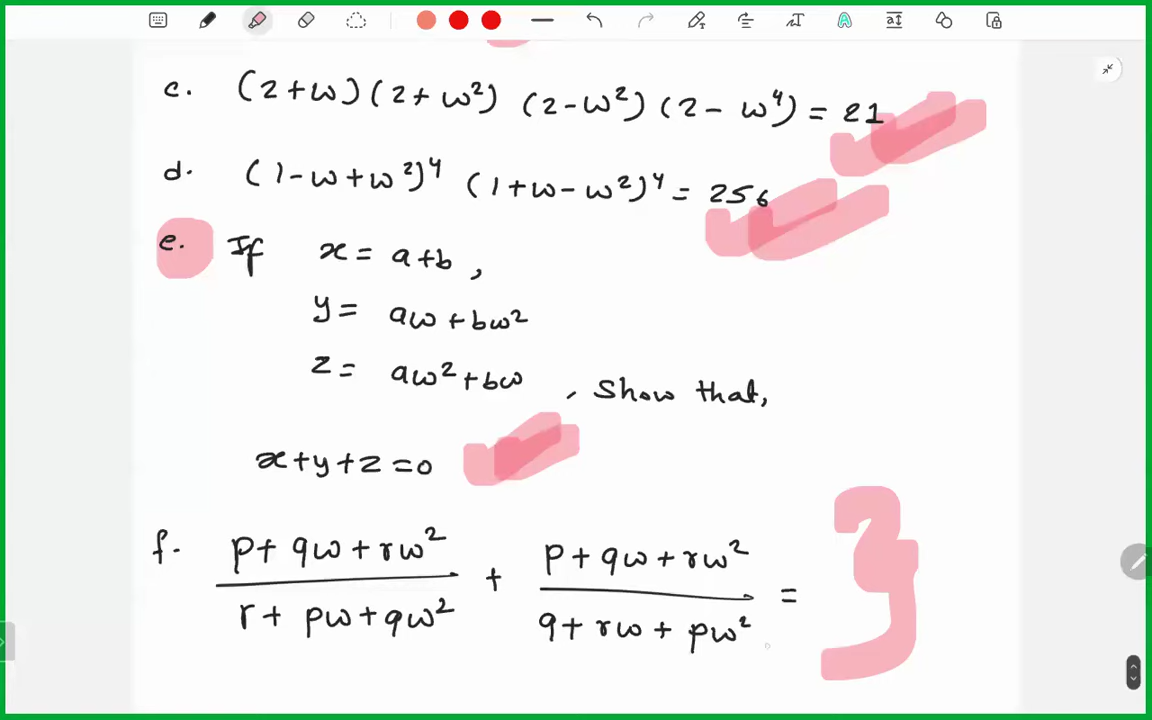 c. (2+ω)(2+ω²) (2-ω²)(2-ω⁴) = 21
d. (1-ω+ω²)⁴ (1+ω-ω²)⁴ = 256
e. If x = a+b,
y = aω+bω²
z = aω²+bω, Show that,
x+y+z=0
f. (p+qω+rω²)/(r+pω+qω²) + (p+qω+rω²)/(q+rω+pω²) =